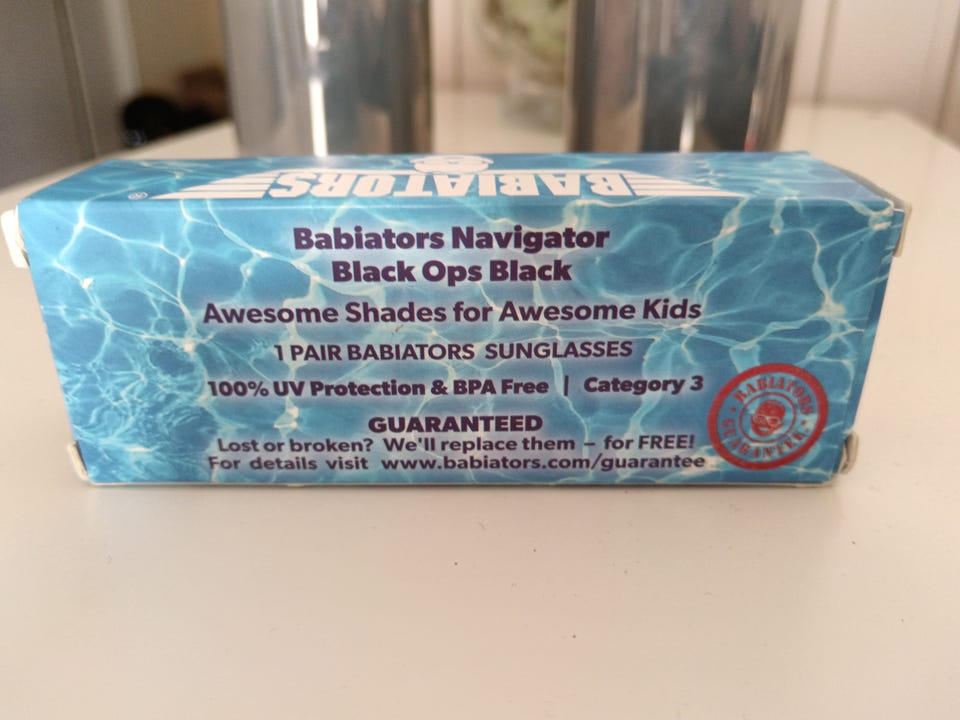 BABIATORS
®
Babiators Navigator
Black Ops Black
Awesome Shades for Awesome Kids
1 PAIR BABIATORS SUNGLASSES
100% UV Protection & BPA Free | Category 3
GUARANTEED
Lost or broken? We'll replace them – for FREE!
For details visit www.babiators.com/guarantee
BABIATORS
GUARANTEE